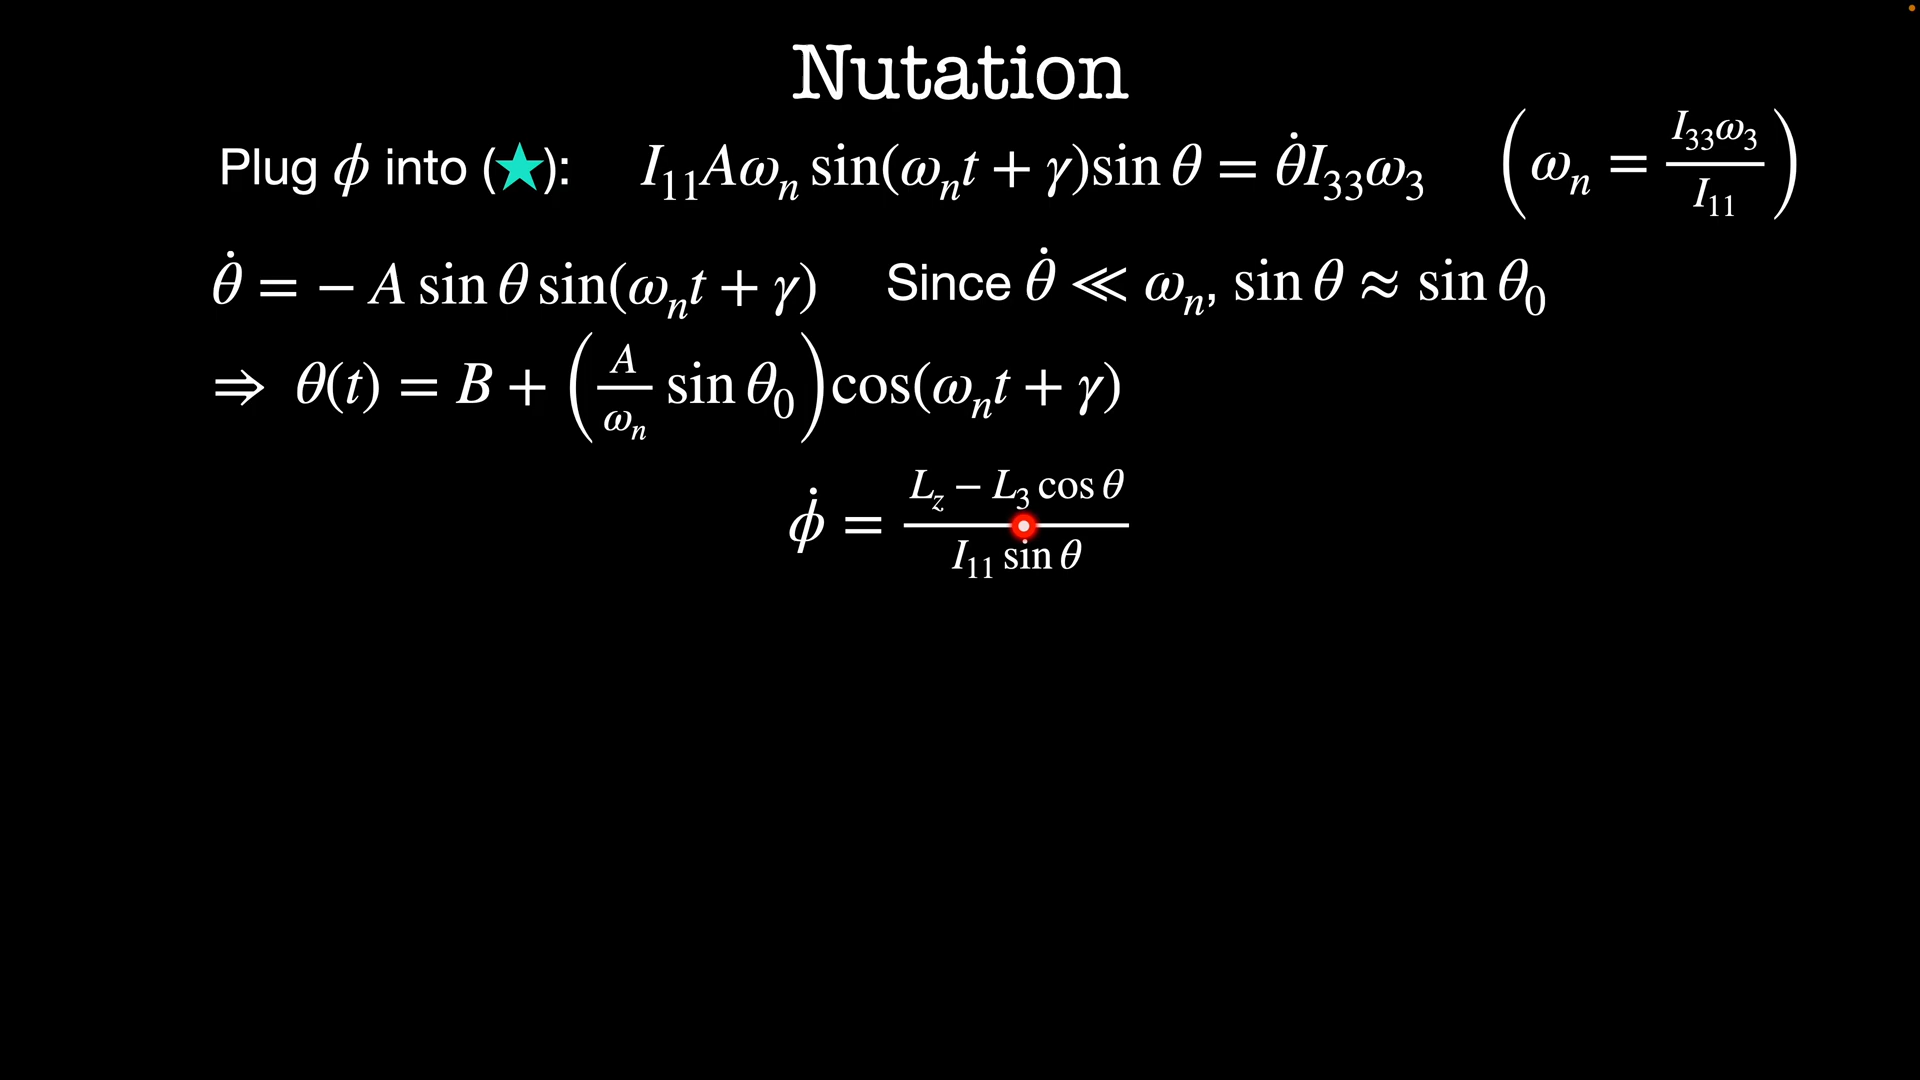 Nutation
Plug ϕ into (★): I₁₁Aωₙ sin(ωₙt + γ)sin θ = θ̇I₃₃ω₃ (ωₙ = I₃₃ω₃/I₁₁)
θ̇ = − A sin θ sin(ωₙt + γ) Since θ̇ ≪ ωₙ, sin θ ≈ sin θ₀
⇒ θ(t) = B + (A/ωₙ sin θ₀)cos(ωₙt + γ)
ϕ̇ = (L_z − L₃ cos θ)/(I₁₁ sin θ)